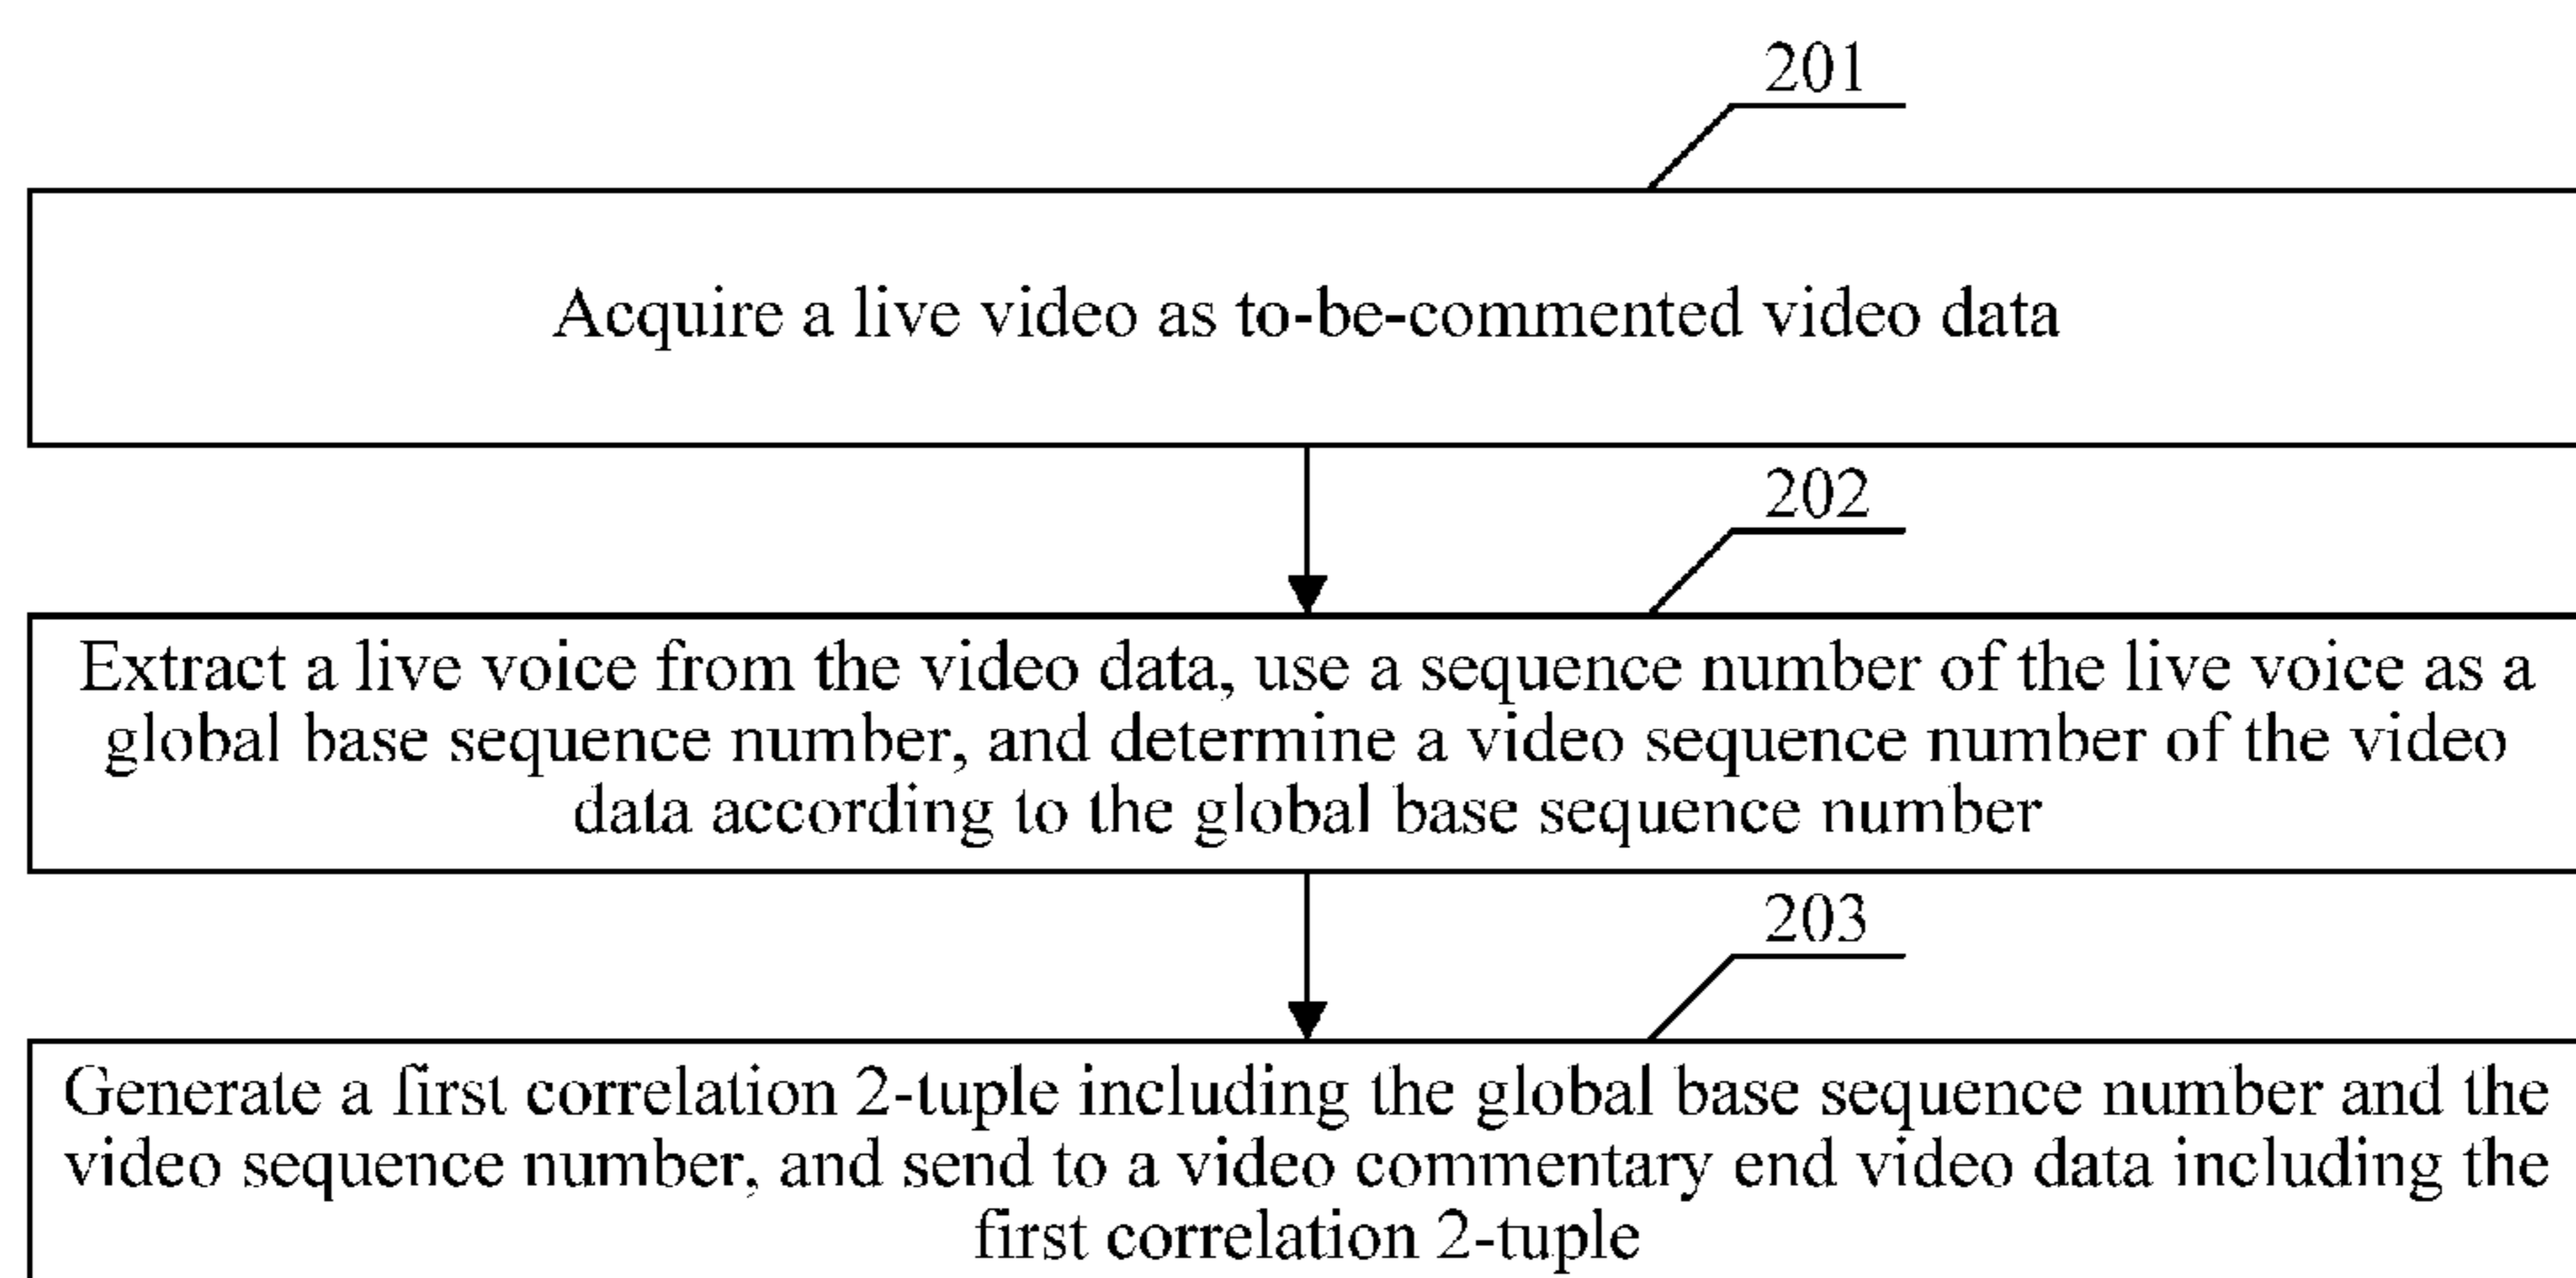 201
Acquire a live video as to-be-commented video data
202
Extract a live voice from the video data, use a sequence number of the live voice as a
global base sequence number, and determine a video sequence number of the video
data according to the global base sequence number
203
Generate a first correlation 2-tuple including the global base sequence number and the
video sequence number, and send to a video commentary end video data including the
first correlation 2-tuple